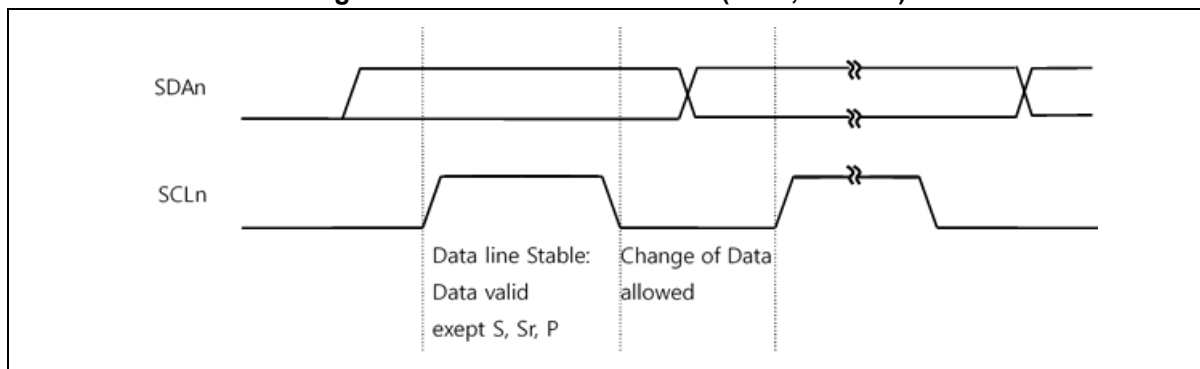 SDAn
SCLn
Data line Stable: Change of Data
Data valid allowed
exept S, Sr, P